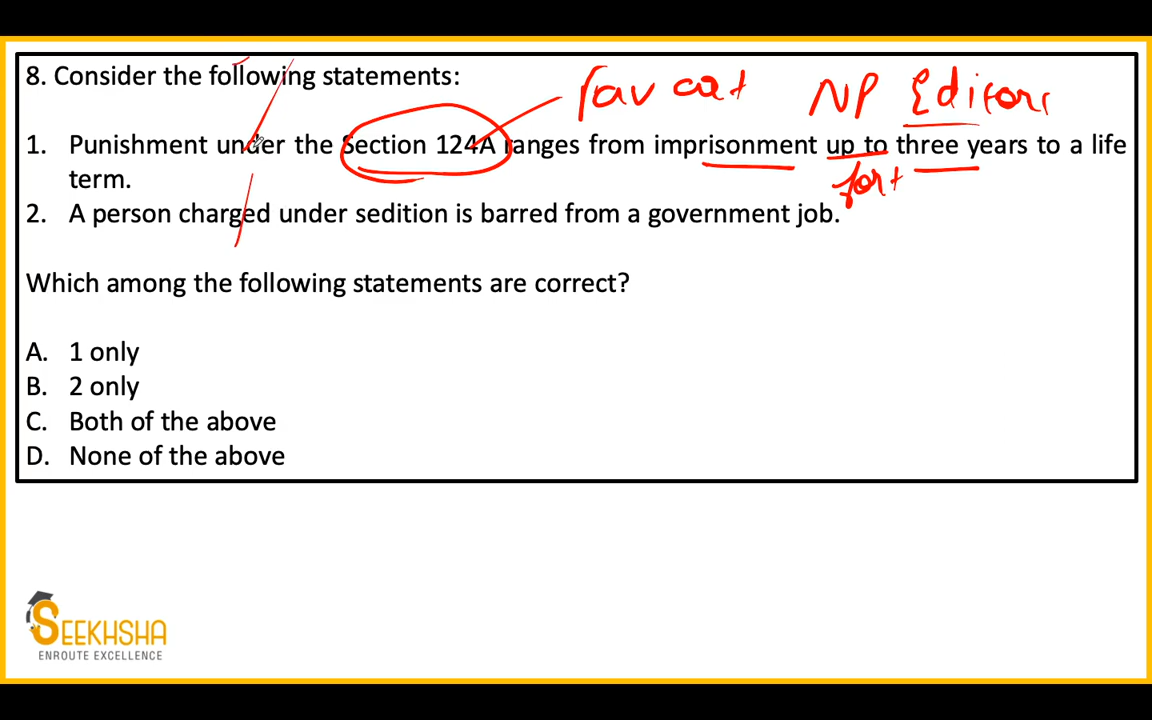 8. Consider the following statements:
fav cat NP Editors
1. Punishment under the Section 124A ranges from imprisonment up to three years to a life
term.
2. A person charged under sedition is barred from a government job.
Which among the following statements are correct?
A. 1 only
B. 2 only
C. Both of the above
D. None of the above
SEEKHSHA
ENROUTE EXCELLENCE